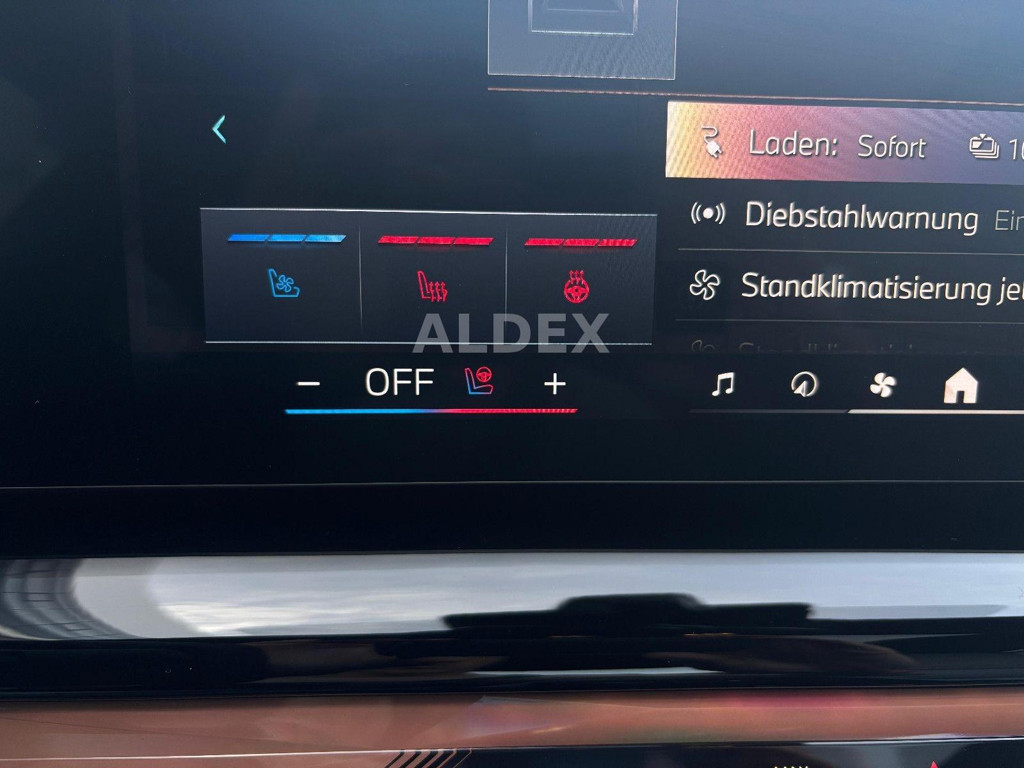 Laden: Sofort
Diebstahlwarnung
Standklimatisierung
ALDEX
− OFF +